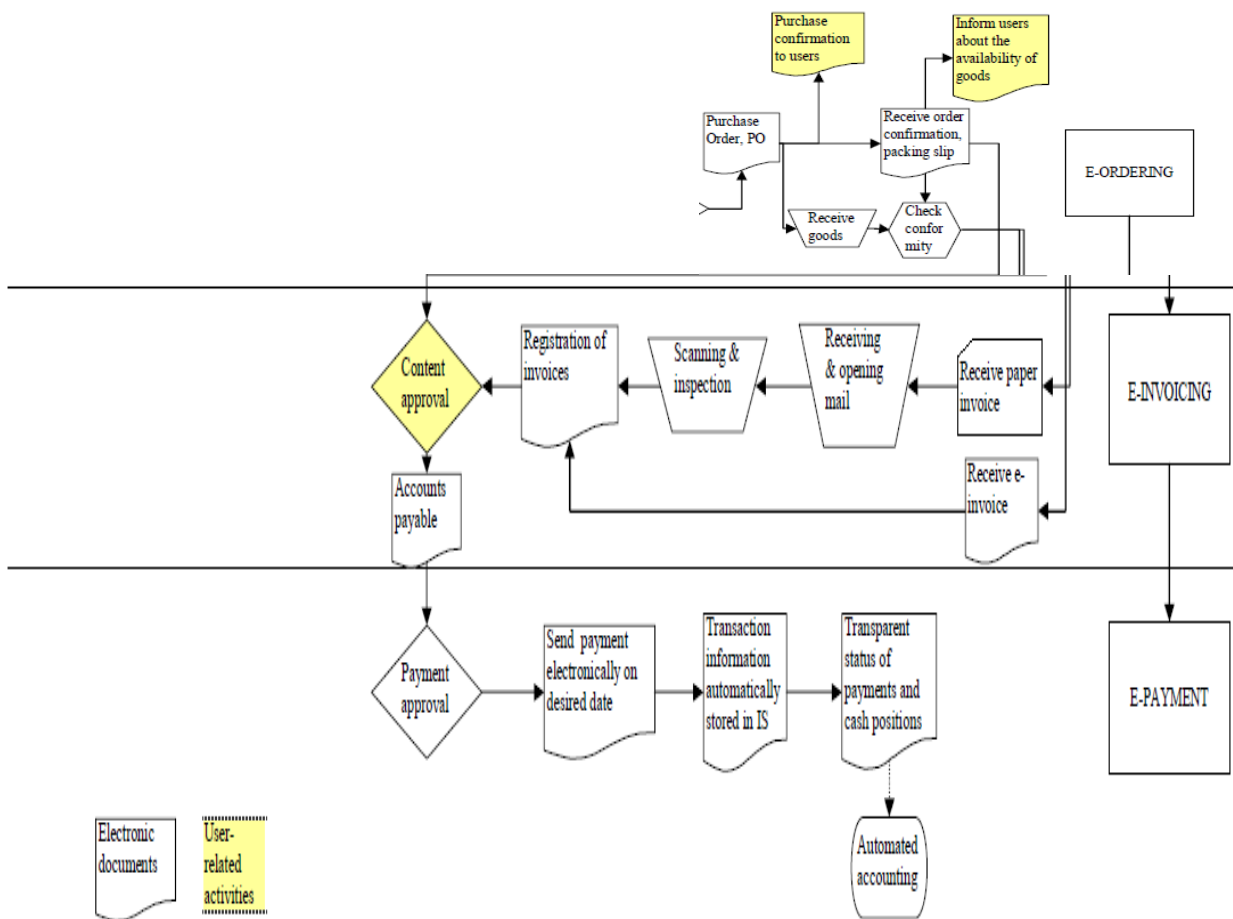 Purchase
confirmation
to users
Inform users
about the
availability of
goods
Purchase
Order, PO
Receive order
confirmation,
packing slip
E-ORDERING
Receive
goods
Check
confor
mity
Content
approval
Registration of
invoices
Scanning &
inspection
Receiving
& opening
mail
Receive paper
invoice
E-INVOICING
Accounts
payable
Receive e-
invoice
Payment
approval
Send payment
electronically on
desired date
Transaction
information
automatically
stored in IS
Transparent
status of
payments and
cash positions
E-PAYMENT
Electronic
documents
User-
related
activities
Automated
accounting